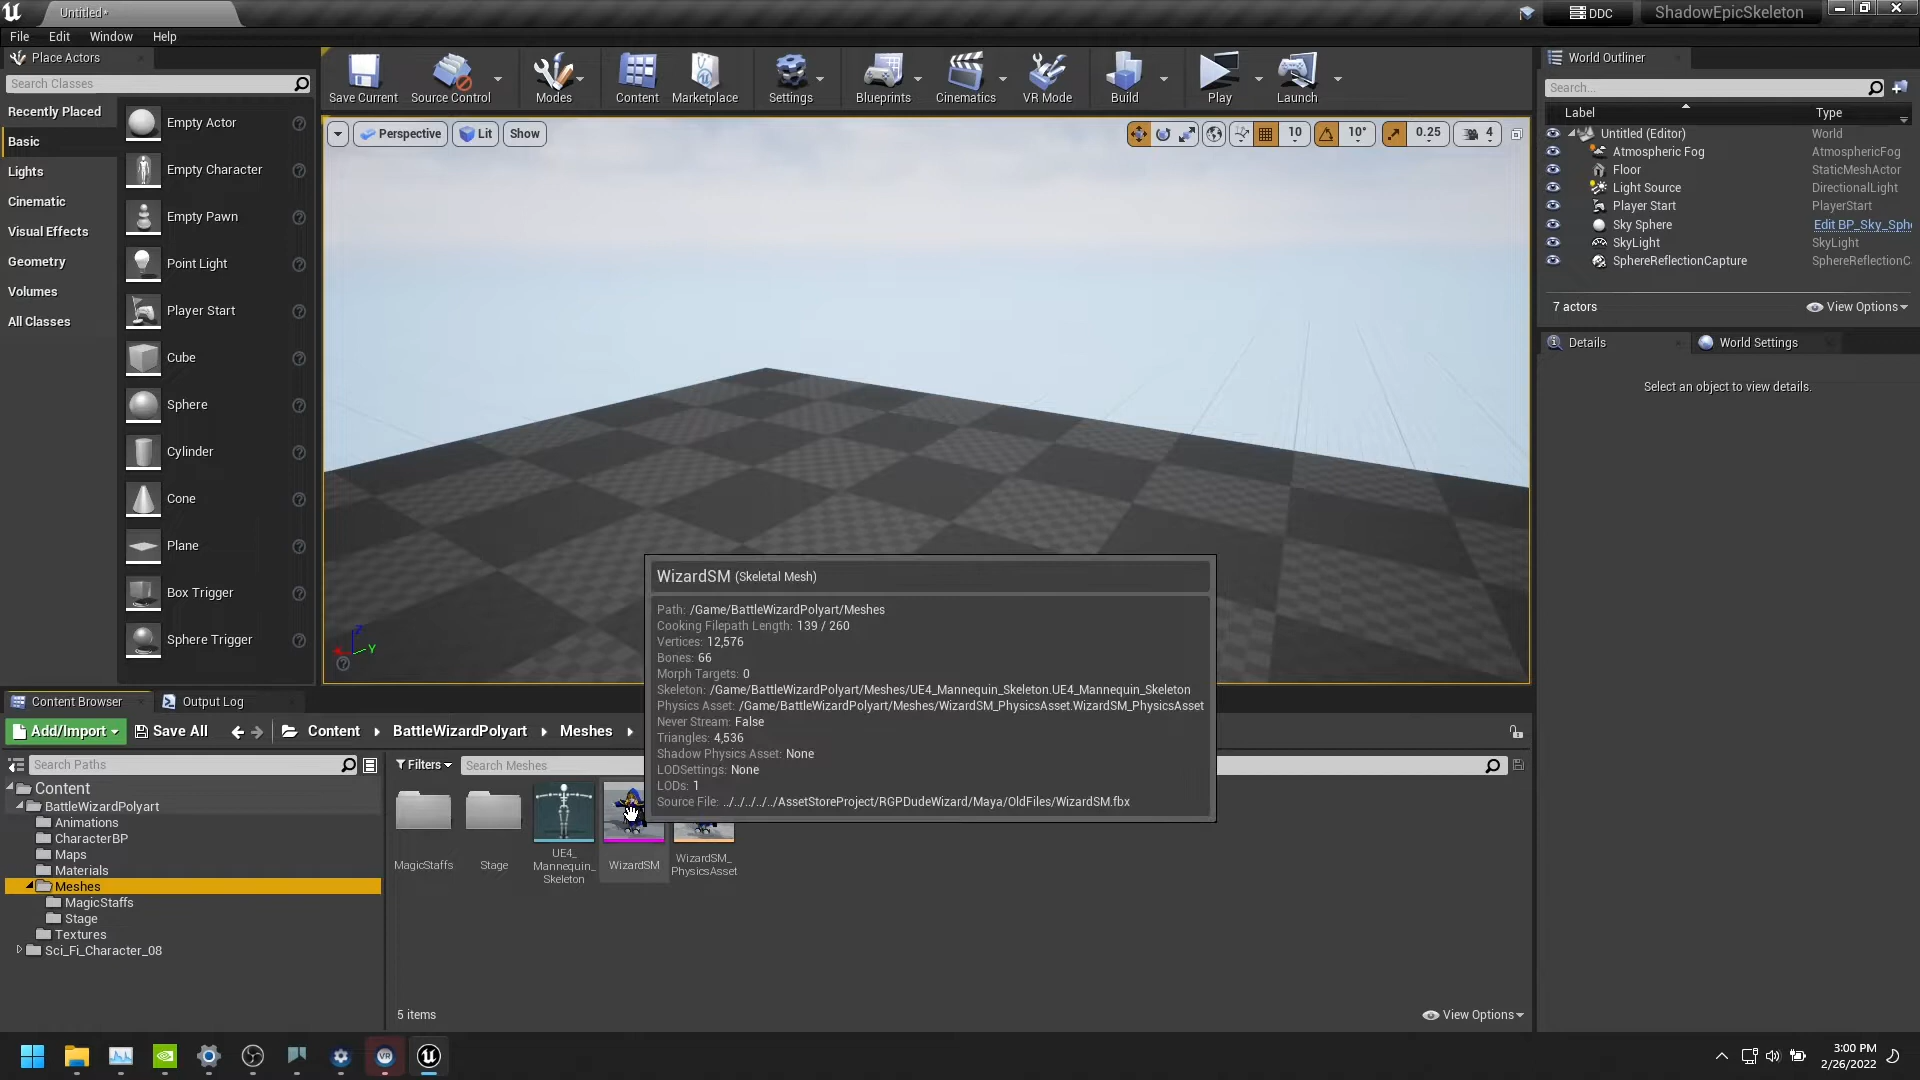 Untitled*
DDC
ShadowEpicSkeleton
File Edit Window Help
Place Actors
Search Classes
Recently Placed
Basic
Lights
Cinematic
Visual Effects
Geometry
Volumes
All Classes
Empty Actor
Empty Character
Empty Pawn
Point Light
Player Start
Cube
Sphere
Cylinder
Cone
Plane
Box Trigger
Sphere Trigger
Save Current Source Control Modes Content Marketplace Settings Blueprints Cinematics VR Mode Build Play Launch
Perspective Lit Show
10 10° 0.25 4
Z
Y
World Outliner
Search...
Label Type
Untitled (Editor) World
Atmospheric Fog AtmosphericFog
Floor StaticMeshActor
Light Source DirectionalLight
Player Start PlayerStart
Sky Sphere Edit BP_Sky_Sph
SkyLight SkyLight
SphereReflectionCapture SphereReflectionC
7 actors View Options
Details World Settings
Select an object to view details.
WizardSM (Skeletal Mesh)
Path: /Game/BattleWizardPolyart/Meshes
Cooking Filepath Length: 139 / 260
Vertices: 12,576
Bones: 66
Morph Targets: 0
Skeleton: /Game/BattleWizardPolyart/Meshes/UE4_Mannequin_Skeleton.UE4_Mannequin_Skeleton
Physics Asset: /Game/BattleWizardPolyart/Meshes/WizardSM_PhysicsAsset.WizardSM_PhysicsAsset
Never Stream: False
Triangles: 4,536
Shadow Physics Asset: None
LODSettings: None
LODs: 1
Source File: ../../../../../AssetStoreProject/RGPDudeWizard/Maya/OldFiles/WizardSM.fbx
Content Browser Output Log
Add/Import Save All Content BattleWizardPolyart Meshes
Search Paths
Filters Search Meshes
Content
BattleWizardPolyart
Animations
CharacterBP
Maps
Materials
Meshes
MagicStaffs
Stage
Textures
Sci_Fi_Character_08
MagicStaffs
Stage
UE4_
Mannequin_
Skeleton
WizardSM
WizardSM_
PhysicsAsset
5 items View Options
VR
3:00 PM
2/26/2022